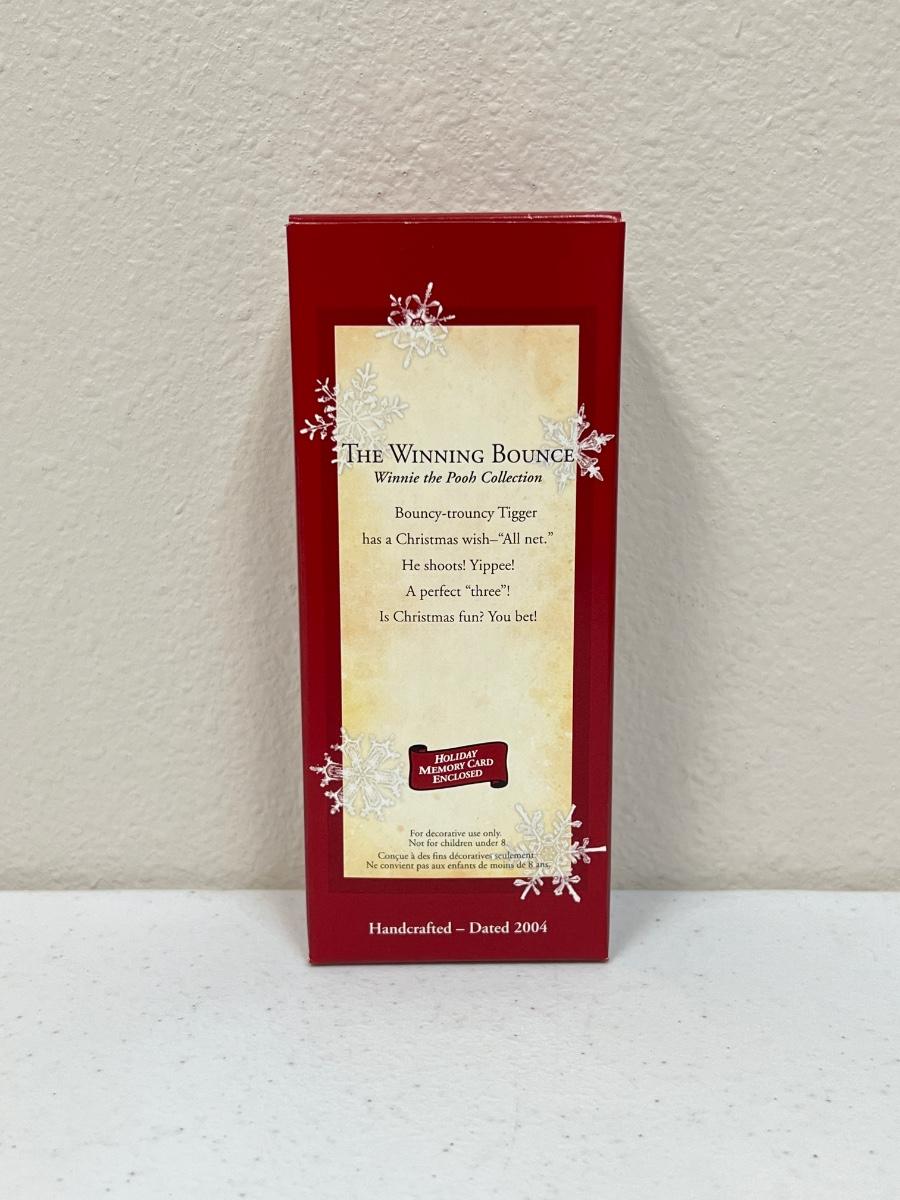 The Winning Bounce
Winnie the Pooh Collection
Bouncy-trouncy Tigger
has a Christmas wish–“All net.”
He shoots! Yippee!
A perfect “three”!
Is Christmas fun? You bet!
Holiday
Memory Card
Enclosed
For decorative use only.
Not for children under 8.
Conçue à des fins décoratives seulement.
Ne convient pas aux enfants de moins de 8 ans.
Handcrafted – Dated 2004